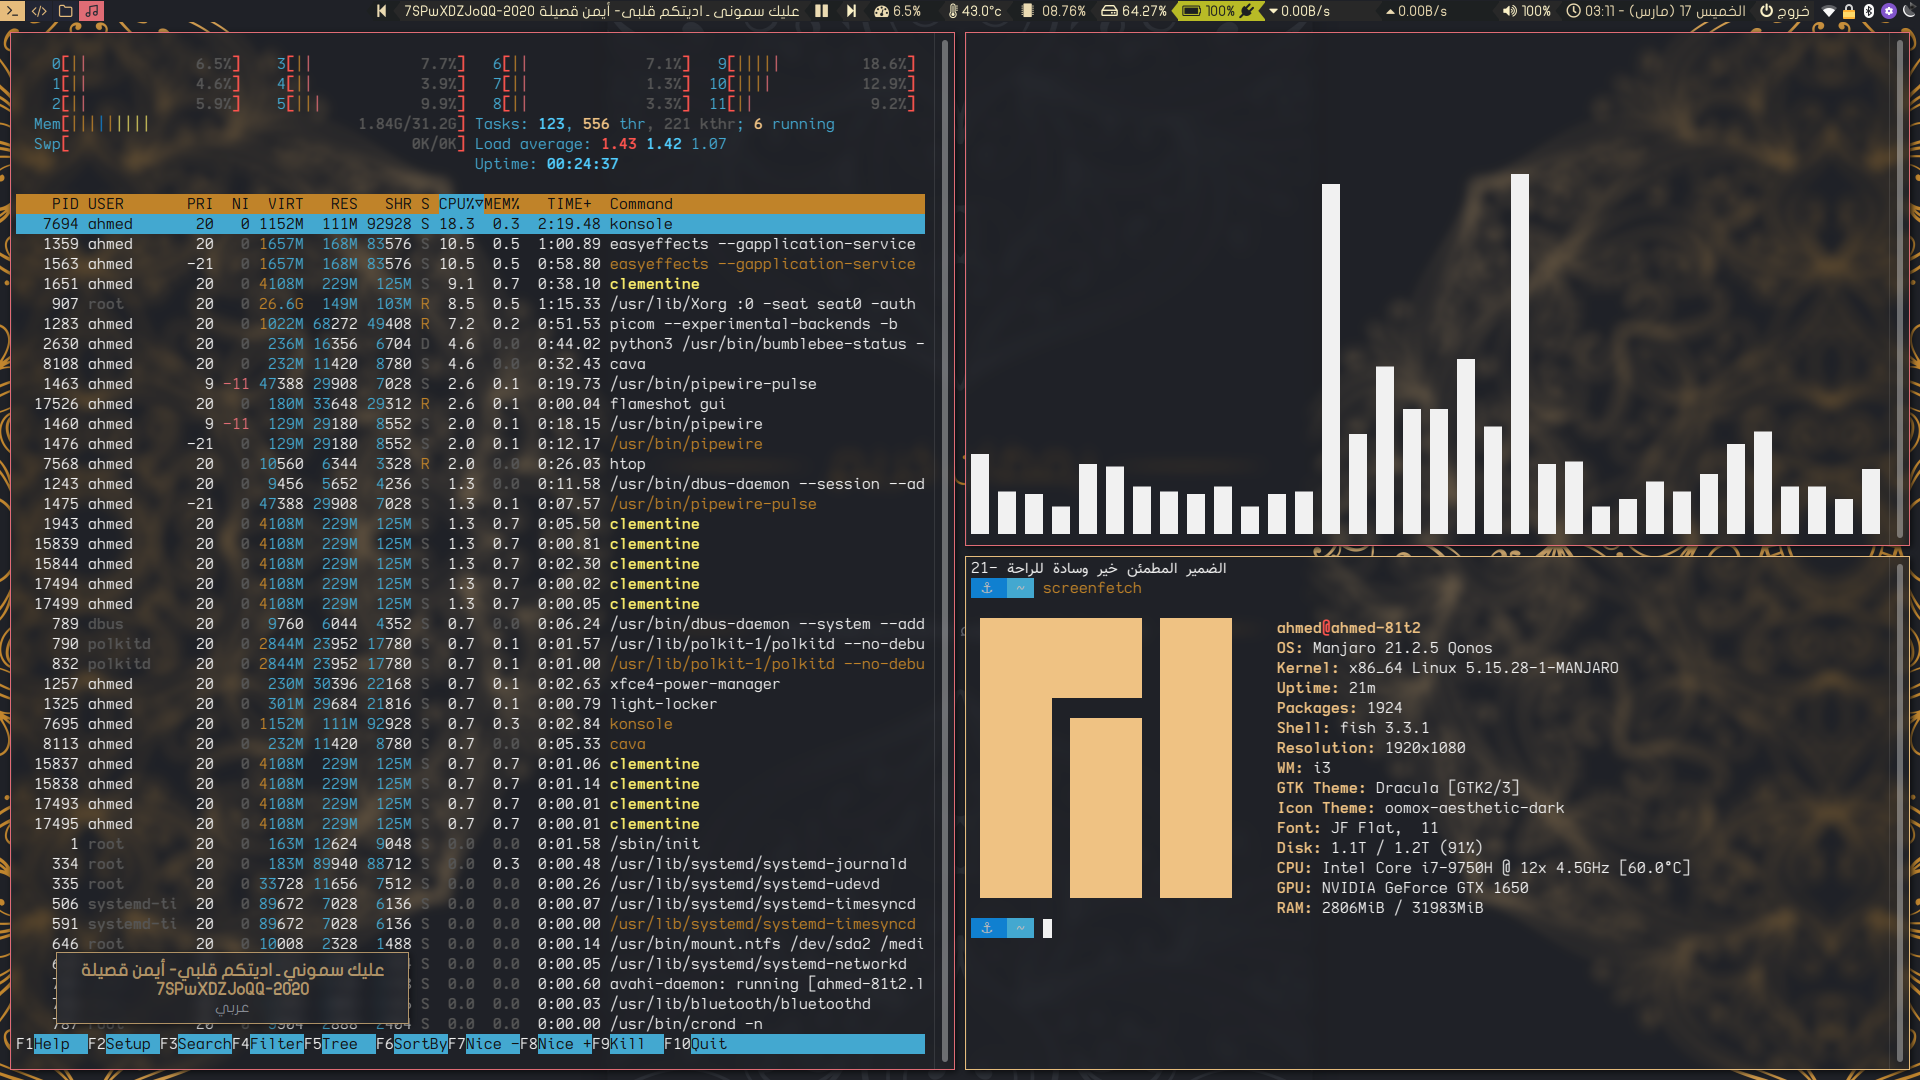 عليك سموني ـ اديتكم قلبي- أيمن قصيلة 7SPwXDZJoQQ-2020
6.5%
43.0°c
08.76%
64.27%
100%
0.00B/s
0.00B/s
100%
الخميس 17 (مارس) - 03:11
خروج
0[|| 6.5%] 3[|| 7.7%] 6[|| 7.1%] 9[||||| 18.6%]
1[|| 4.6%] 4[|| 3.9%] 7[|| 1.3%] 10[|||| 12.9%]
2[|| 5.9%] 5[||| 9.9%] 8[|| 3.3%] 11[|| 9.2%]
Mem[||||||||| 1.84G/31.2G] Tasks: 123, 556 thr, 221 kthr; 6 running
Swp[ 0K/0K] Load average: 1.43 1.42 1.07
Uptime: 00:24:37
PID USER PRI NI VIRT RES SHR S CPU%▽MEM% TIME+ Command
7694 ahmed 20 0 1152M 111M 92928 S 18.3 0.3 2:19.48 konsole
1359 ahmed 20 0 1657M 168M 83576 S 10.5 0.5 1:00.89 easyeffects --gapplication-service
1563 ahmed -21 0 1657M 168M 83576 S 10.5 0.5 0:58.80 easyeffects --gapplication-service
1651 ahmed 20 0 4108M 229M 125M S 9.1 0.7 0:38.10 clementine
907 root 20 0 26.6G 149M 103M R 8.5 0.5 1:15.33 /usr/lib/Xorg :0 -seat seat0 -auth
1283 ahmed 20 0 1022M 68272 49408 R 7.2 0.2 0:51.53 picom --experimental-backends -b
2630 ahmed 20 0 236M 16356 6704 D 4.6 0.0 0:44.02 python3 /usr/bin/bumblebee-status -
8108 ahmed 20 0 232M 11420 8780 S 4.6 0.0 0:32.43 cava
1463 ahmed 9 -11 47388 29908 7028 S 2.6 0.1 0:19.73 /usr/bin/pipewire-pulse
17526 ahmed 20 0 180M 33648 29312 R 2.6 0.1 0:00.04 flameshot gui
1460 ahmed 9 -11 129M 29180 8552 S 2.0 0.1 0:18.15 /usr/bin/pipewire
1476 ahmed -21 0 129M 29180 8552 S 2.0 0.1 0:12.17 /usr/bin/pipewire
7568 ahmed 20 0 10560 6344 3328 R 2.0 0.0 0:26.03 htop
1243 ahmed 20 0 9456 5652 4236 S 1.3 0.0 0:11.58 /usr/bin/dbus-daemon --session --ad
1475 ahmed -21 0 47388 29908 7028 S 1.3 0.1 0:07.57 /usr/bin/pipewire-pulse
1943 ahmed 20 0 4108M 229M 125M S 1.3 0.7 0:05.50 clementine
15839 ahmed 20 0 4108M 229M 125M S 1.3 0.7 0:00.81 clementine
15844 ahmed 20 0 4108M 229M 125M S 1.3 0.7 0:02.30 clementine
17494 ahmed 20 0 4108M 229M 125M S 1.3 0.7 0:00.02 clementine
17499 ahmed 20 0 4108M 229M 125M S 1.3 0.7 0:00.05 clementine
789 dbus 20 0 9760 6044 4352 S 0.7 0.0 0:06.24 /usr/bin/dbus-daemon --system --add
790 polkitd 20 0 2844M 23952 17780 S 0.7 0.1 0:01.57 /usr/lib/polkit-1/polkitd --no-debu
832 polkitd 20 0 2844M 23952 17780 S 0.7 0.1 0:01.00 /usr/lib/polkit-1/polkitd --no-debu
1257 ahmed 20 0 230M 30396 22168 S 0.7 0.1 0:02.63 xfce4-power-manager
1325 ahmed 20 0 301M 29684 21816 S 0.7 0.1 0:00.79 light-locker
7695 ahmed 20 0 1152M 111M 92928 S 0.7 0.3 0:02.84 konsole
8113 ahmed 20 0 232M 11420 8780 S 0.7 0.0 0:05.33 cava
15837 ahmed 20 0 4108M 229M 125M S 0.7 0.7 0:01.06 clementine
15838 ahmed 20 0 4108M 229M 125M S 0.7 0.7 0:01.14 clementine
17493 ahmed 20 0 4108M 229M 125M S 0.7 0.7 0:00.01 clementine
17495 ahmed 20 0 4108M 229M 125M S 0.7 0.7 0:00.01 clementine
1 root 20 0 163M 12624 9048 S 0.0 0.0 0:01.58 /sbin/init
334 root 20 0 183M 89940 88712 S 0.0 0.3 0:00.48 /usr/lib/systemd/systemd-journald
335 root 20 0 33728 11656 7512 S 0.0 0.0 0:00.26 /usr/lib/systemd/systemd-udevd
506 systemd-ti 20 0 89672 7028 6136 S 0.0 0.0 0:00.07 /usr/lib/systemd/systemd-timesyncd
591 systemd-ti 20 0 89672 7028 6136 S 0.0 0.0 0:00.00 /usr/lib/systemd/systemd-timesyncd
646 root 20 0 10008 2328 1488 S 0.0 0.0 0:00.14 /usr/bin/mount.ntfs /dev/sda2 /medi
S 0.0 0.0 0:00.05 /usr/lib/systemd/systemd-networkd
S 0.0 0.0 0:00.60 avahi-daemon: running [ahmed-81t2.l
S 0.0 0.0 0:00.03 /usr/lib/bluetooth/bluetoothd
S 0.0 0.0 0:00.00 /usr/bin/crond -n
عليك سموني ـ اديتكم قلبي- أيمن قصيلة
7SPwXDZJoQQ-2020
عربي
F1Help F2Setup F3SearchF4FilterF5Tree F6SortByF7Nice -F8Nice +F9Kill F10Quit
21- الضمير المطمئن خير وسادة للراحة
~ screenfetch
ahmed@ahmed-81t2
OS: Manjaro 21.2.5 Qonos
Kernel: x86_64 Linux 5.15.28-1-MANJARO
Uptime: 21m
Packages: 1924
Shell: fish 3.3.1
Resolution: 1920x1080
WM: i3
GTK Theme: Dracula [GTK2/3]
Icon Theme: oomox-aesthetic-dark
Font: JF Flat, 11
Disk: 1.1T / 1.2T (91%)
CPU: Intel Core i7-9750H @ 12x 4.5GHz [60.0°C]
GPU: NVIDIA GeForce GTX 1650
RAM: 2806MiB / 31983MiB
~